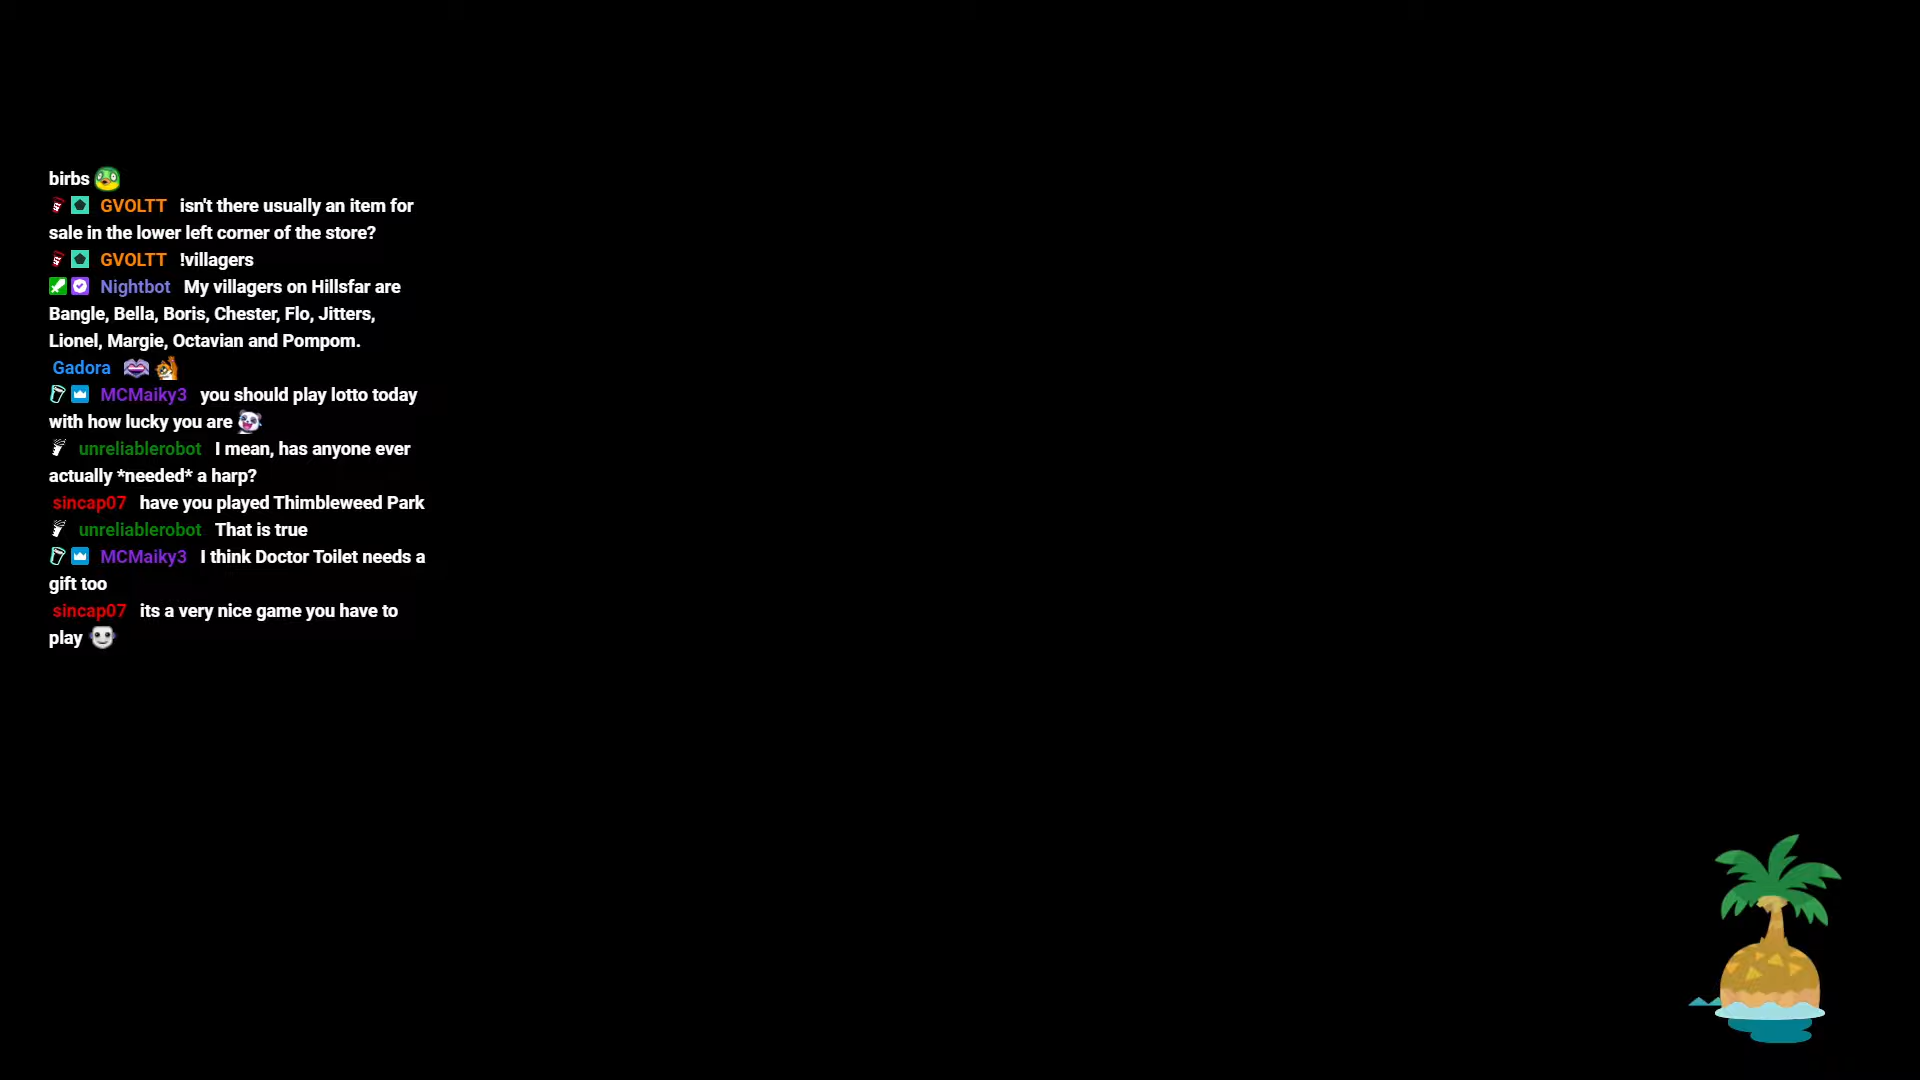 birbs
GVOLTT isn't there usually an item for
sale in the lower left corner of the store?
GVOLTT !villagers
Nightbot My villagers on Hillsfar are
Bangle, Bella, Boris, Chester, Flo, Jitters,
Lionel, Margie, Octavian and Pompom.
Gadora
MCMaiky3 you should play lotto today
with how lucky you are
unreliablerobot I mean, has anyone ever
actually *needed* a harp?
sincap07 have you played Thimbleweed Park
unreliablerobot That is true
MCMaiky3 I think Doctor Toilet needs a
gift too
sincap07 its a very nice game you have to
play